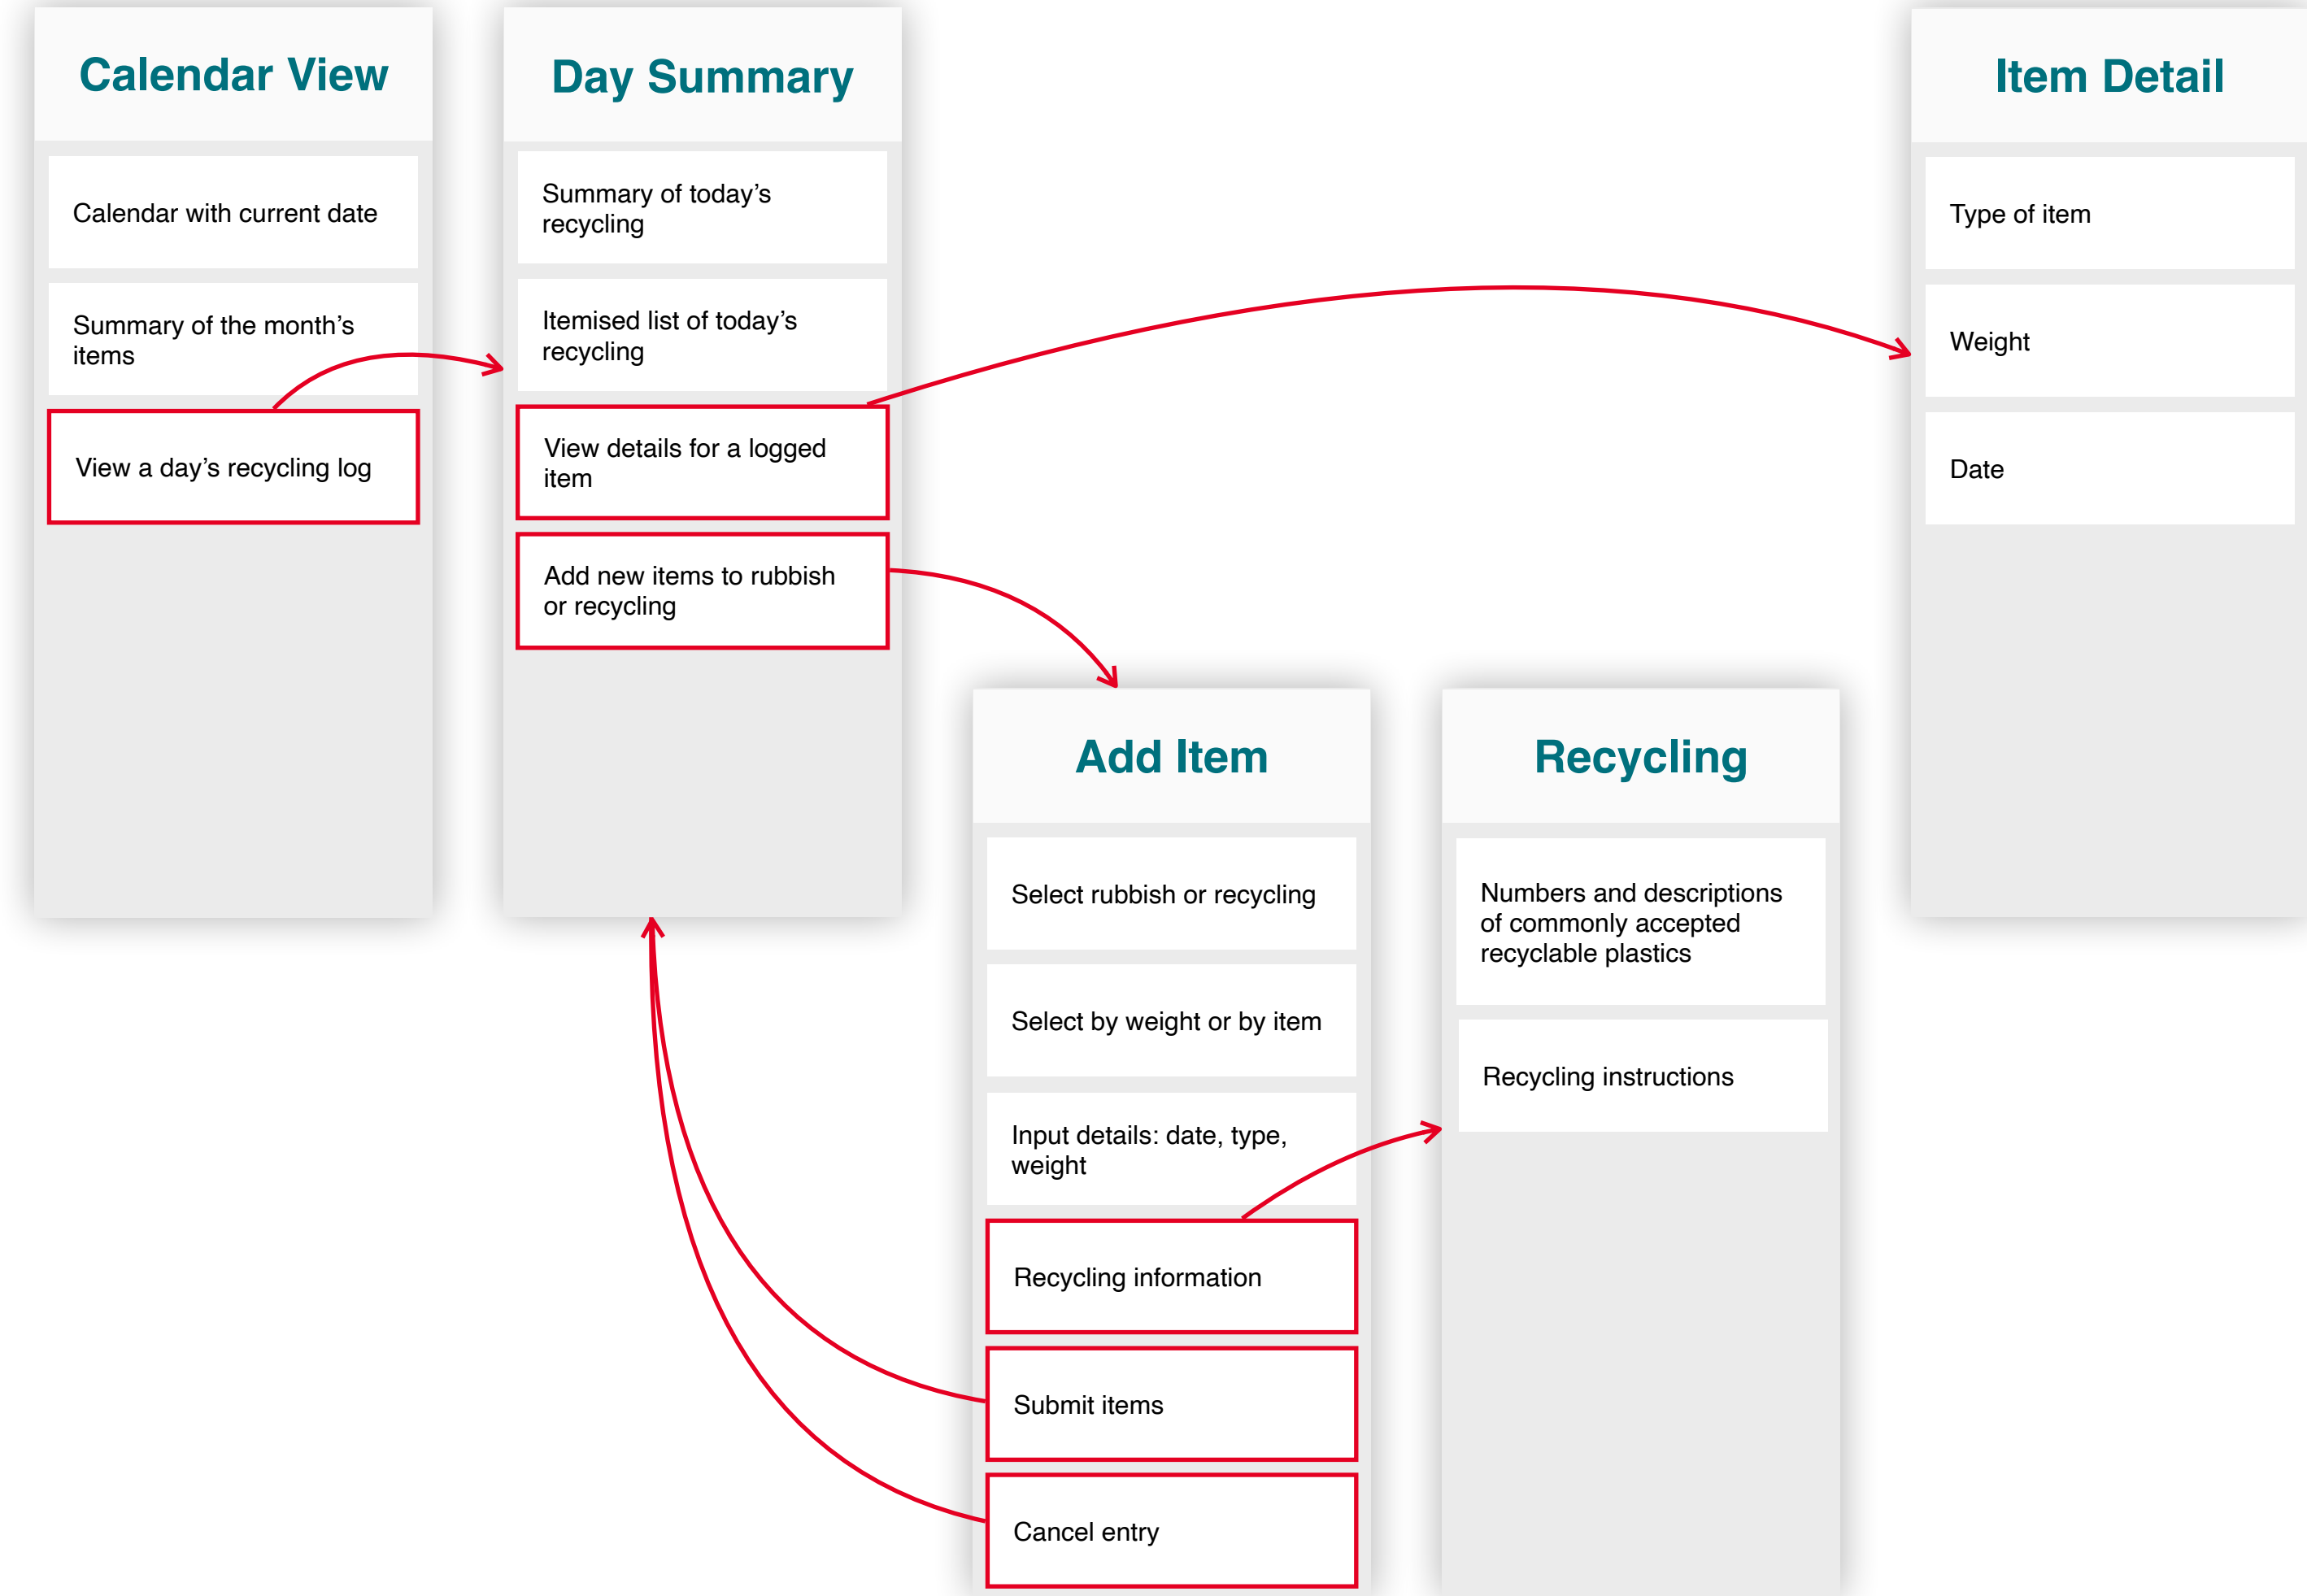 Calendar View
Calendar with current date
Summary of the month’s
items
View a day’s recycling log
Day Summary
Summary of today’s
recycling
Itemised list of today’s
recycling
View details for a logged
item
Add new items to rubbish
or recycling
Item Detail
Type of item
Weight
Date
Add Item
Select rubbish or recycling
Select by weight or by item
Input details: date, type,
weight
Recycling information
Submit items
Cancel entry
Recycling
Numbers and descriptions
of commonly accepted
recyclable plastics
Recycling instructions